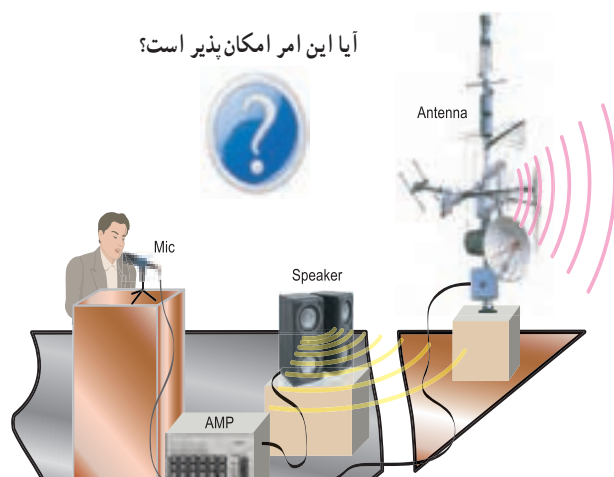 آیا این امر امکان‌پذیر است؟
Antenna
Mic
Speaker
AMP